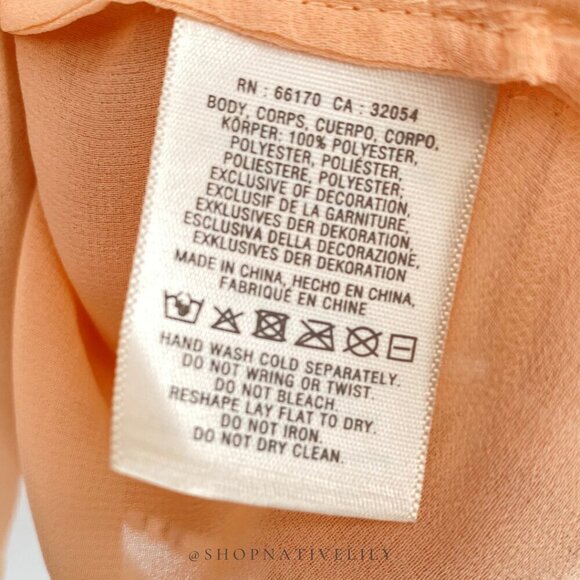 RN : 66170 CA : 32054
BODY, CORPS, CUERPO, CORPO,
KÖRPER: 100% POLYESTER,
POLYESTER, POLIÉSTER,
POLIESTERE, POLYESTER;
EXCLUSIVE OF DECORATION,
EXCLUSIF DE LA GARNITURE,
EXKLUSIVES DER DEKORATION,
ESCLUSIVA DELLA DECORAZIONE,
EXKLUSIVES DER DEKORATION
MADE IN CHINA, HECHO EN CHINA,
FABRIQUÉ EN CHINE
HAND WASH COLD SEPARATELY.
DO NOT WRING OR TWIST.
DO NOT BLEACH.
RESHAPE LAY FLAT TO DRY.
DO NOT IRON.
DO NOT DRY CLEAN.
@SHOPNATIVELILY